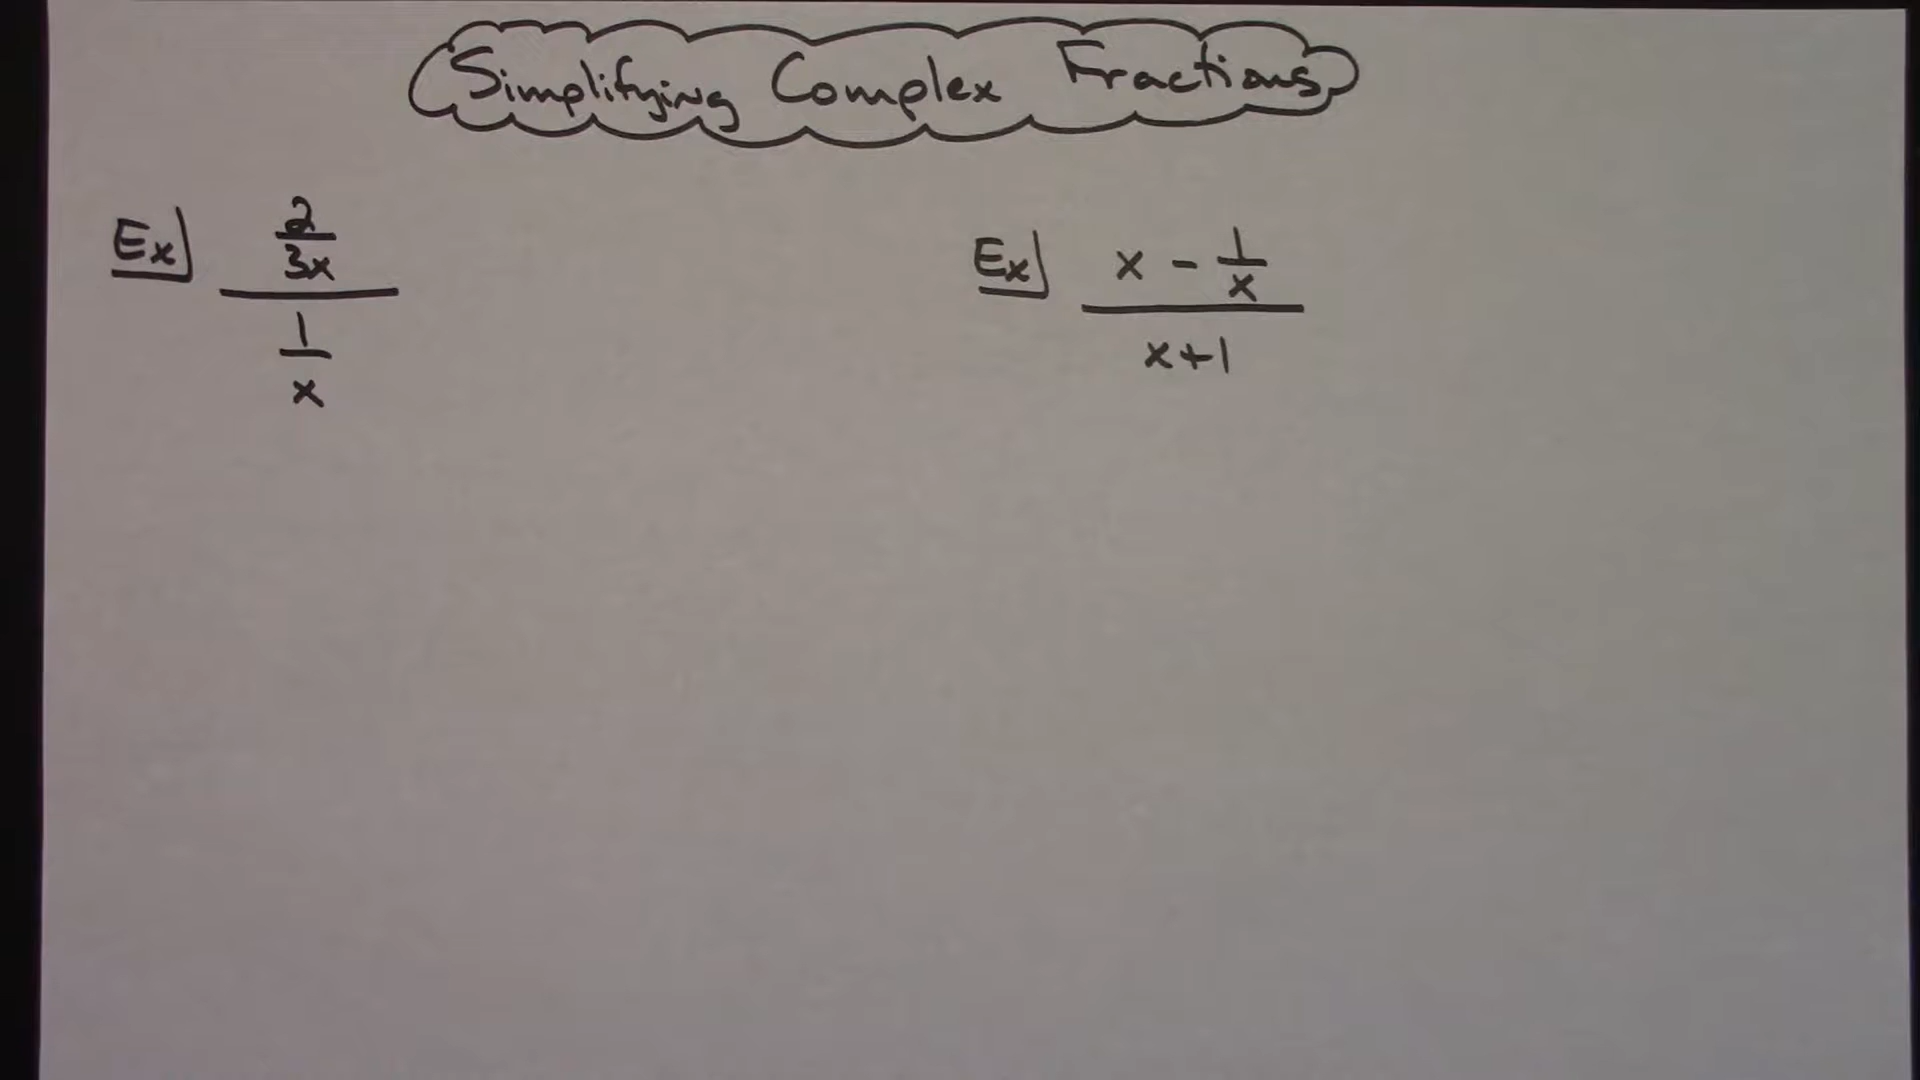 Simplifying Complex Fractions
Ex) 2
3x
1
x
Ex) x - 1
x
x+1